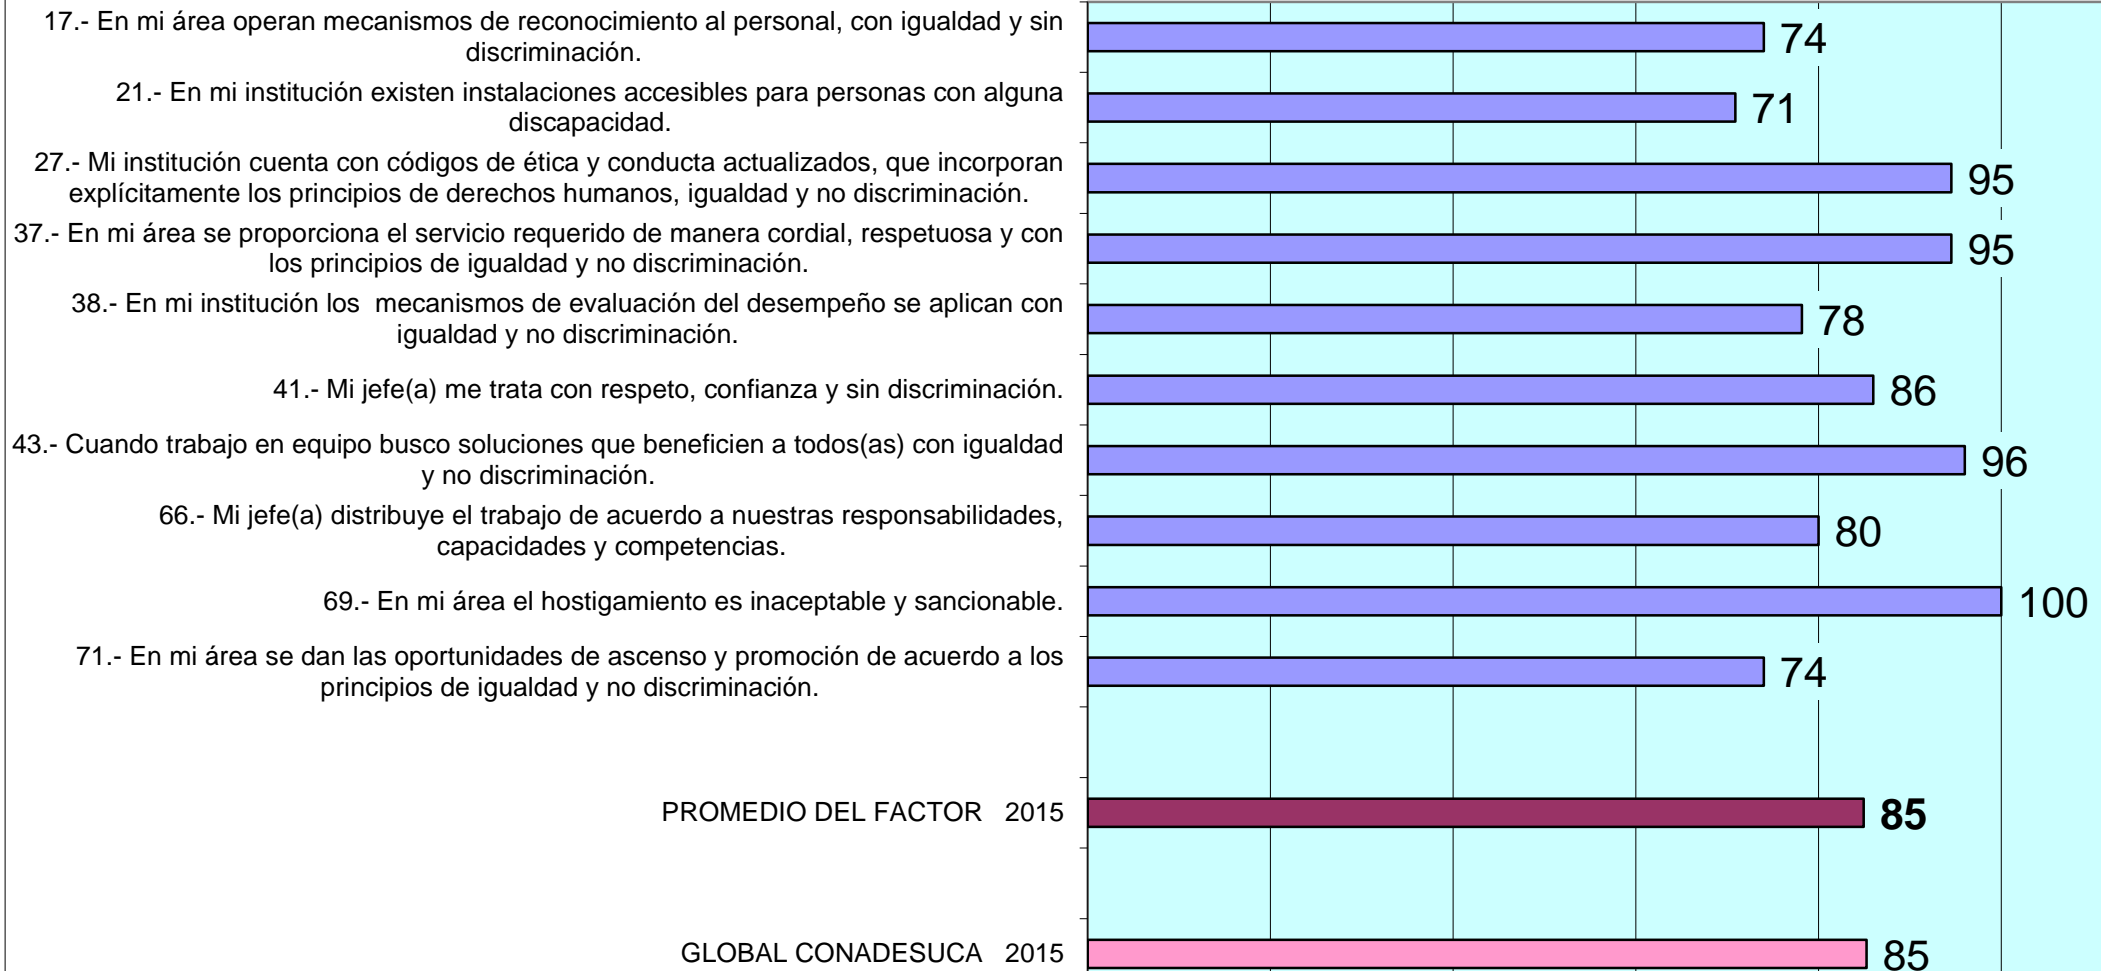 17.- En mi área operan mecanismos de reconocimiento al personal, con igualdad y sin
discriminación.
74
21.- En mi institución existen instalaciones accesibles para personas con alguna
discapacidad.
71
27.- Mi institución cuenta con códigos de ética y conducta actualizados, que incorporan
explícitamente los principios de derechos humanos, igualdad y no discriminación.
95
37.- En mi área se proporciona el servicio requerido de manera cordial, respetuosa y con
los principios de igualdad y no discriminación.
95
38.- En mi institución los  mecanismos de evaluación del desempeño se aplican con
igualdad y no discriminación.
78
41.- Mi jefe(a) me trata con respeto, confianza y sin discriminación.
86
43.- Cuando trabajo en equipo busco soluciones que beneficien a todos(as) con igualdad
y no discriminación.
96
66.- Mi jefe(a) distribuye el trabajo de acuerdo a nuestras responsabilidades,
capacidades y competencias.
80
69.- En mi área el hostigamiento es inaceptable y sancionable.
100
71.- En mi área se dan las oportunidades de ascenso y promoción de acuerdo a los
principios de igualdad y no discriminación.
74
PROMEDIO DEL FACTOR   2015
85
GLOBAL CONADESUCA   2015
85